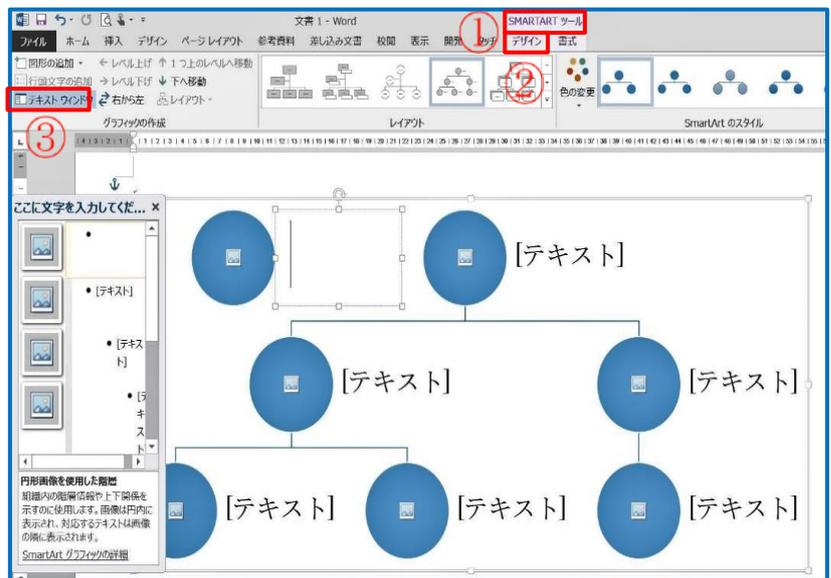 文書 1 - Word
① SMARTART ツール
ファイル ホーム 挿入 デザイン ページ レイアウト 参考資料 差し込み文書 校閲 表示 デザイン 書式
図形の追加 レベル上げ 1 つ上のレベルへ移動
行頭文字の追加 レベル下げ 下へ移動
テキスト ウィンド 右から左 レイアウト
②
色の変更
グラフィックの作成 レイアウト SmartArt のスタイル
③
ここに文字を入力してくだ... ×
[テキスト]
[テキス
ト]
キ
ス
ト
円形画像を使用した階層
組織内の階層情報や上下関係を
示すのに使用します。画像は円内に
表示され、対応するテキストは画像
の隣に表示されます。
SmartArt グラフィックの詳細
[テキスト]
[テキスト] [テキスト]
[テキスト] [テキスト] [テキスト]